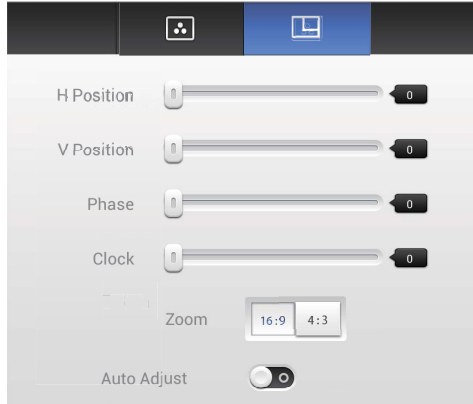 H Position 0
V Position 0
Phase 0
Clock 0
Zoom 16:9 4:3
Auto Adjust